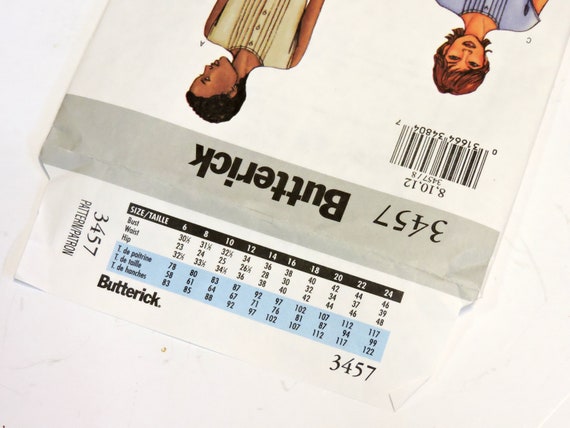 A
C
0 31664 34804 7
3457/8
8,10,12
Butterick 3457
PATTERN/PATRON
3457
SIZE/TAILLE 6 8 10 12 14 16 18 20 22 24
Bust 30½ 31½ 32½ 34 36 38 40 42 44 46
Waist 23 24 25 26½ 28 30 32 34 37 39
Hip 32½ 33½ 34½ 36 38 40 42 44 46 48
T. de poitrine 78 80 83 87 92 97 102 107 112 117
T. de taille 58 61 64 67 71 76 81 87 94 99
T. de hanches 83 85 88 92 97 102 107 112 117 122
Butterick.
3457